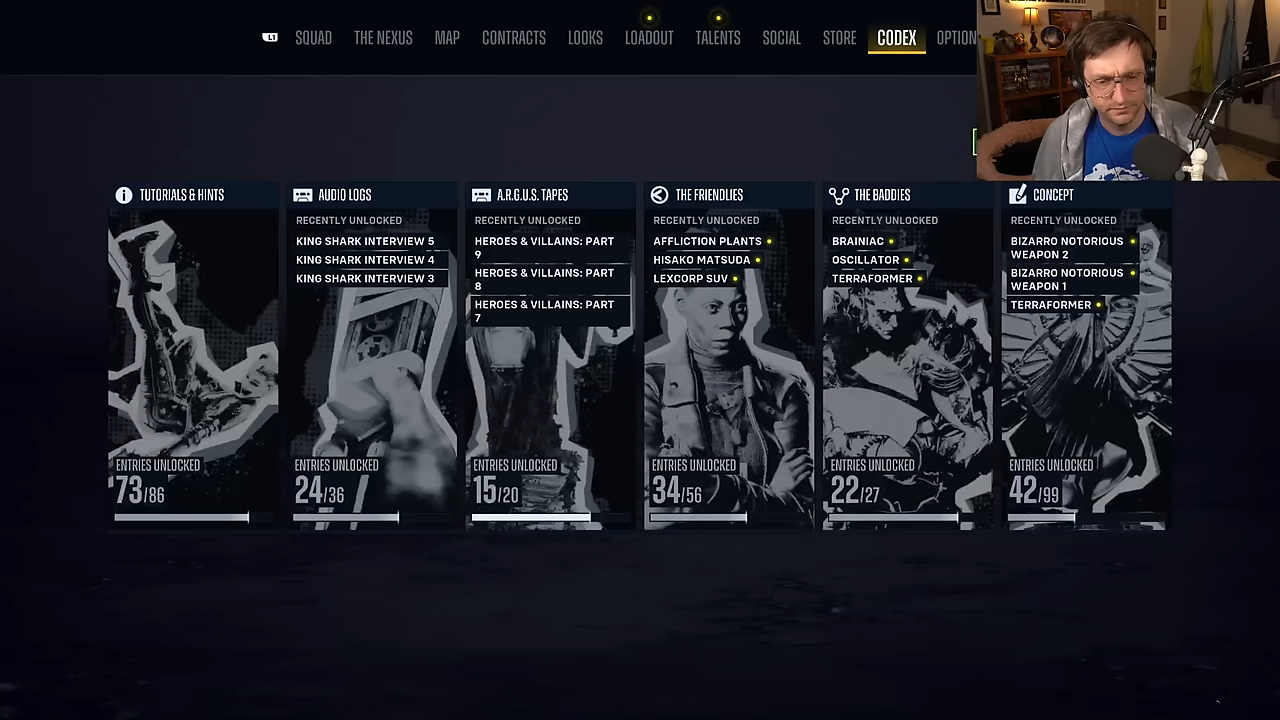 L1
SQUAD
THE NEXUS
MAP
CONTRACTS
LOOKS
LOADOUT
TALENTS
SOCIAL
STORE
CODEX
OPTION
TUTORIALS & HINTS
ENTRIES UNLOCKED
73/86
AUDIO LOGS
RECENTLY UNLOCKED
KING SHARK INTERVIEW 5
KING SHARK INTERVIEW 4
KING SHARK INTERVIEW 3
ENTRIES UNLOCKED
24/36
A.R.G.U.S. TAPES
RECENTLY UNLOCKED
HEROES & VILLAINS: PART
9
HEROES & VILLAINS: PART
8
HEROES & VILLAINS: PART
7
ENTRIES UNLOCKED
15/20
THE FRIENDLIES
RECENTLY UNLOCKED
AFFLICTION PLANTS
HISAKO MATSUDA
LEXCORP SUV
ENTRIES UNLOCKED
34/56
THE BADDIES
RECENTLY UNLOCKED
BRAINIAC
OSCILLATOR
TERRAFORMER
ENTRIES UNLOCKED
22/27
CONCEPT
RECENTLY UNLOCKED
BIZARRO NOTORIOUS
WEAPON 2
BIZARRO NOTORIOUS
WEAPON 1
TERRAFORMER
ENTRIES UNLOCKED
42/99